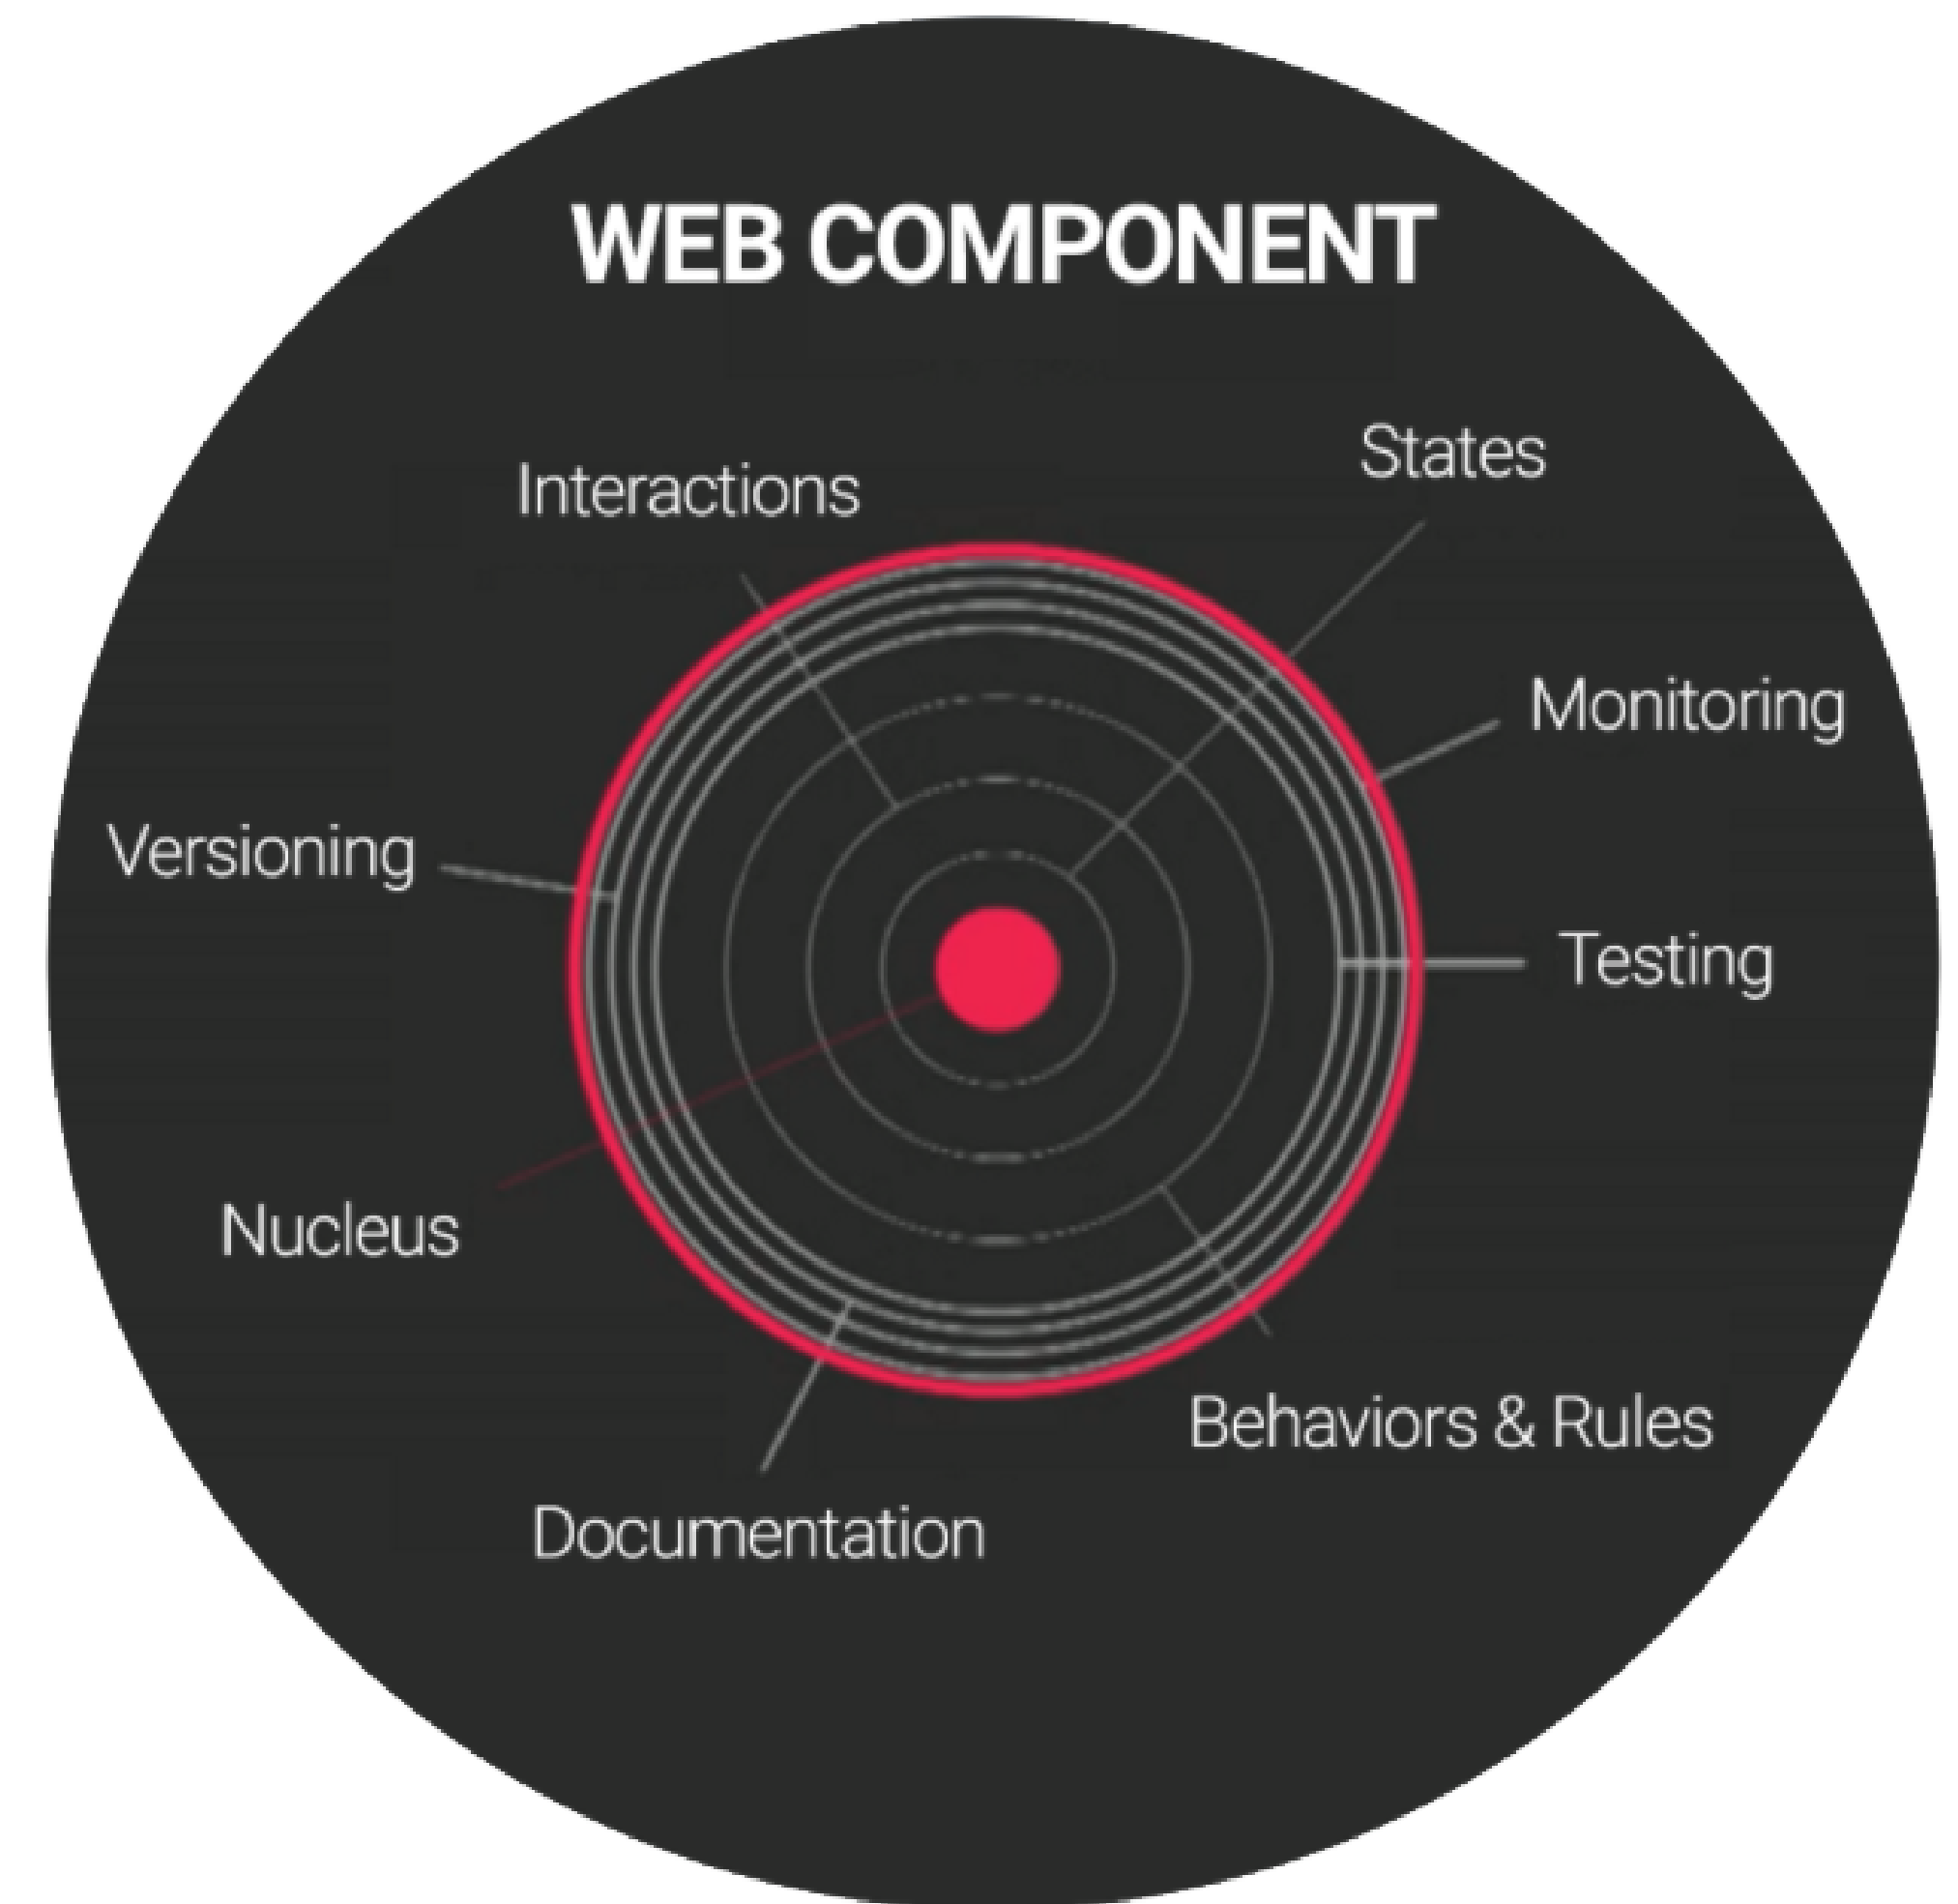 WEB COMPONENT
States
Interactions
Monitoring
Versioning
Testing
Nucleus
Behaviors & Rules
Documentation